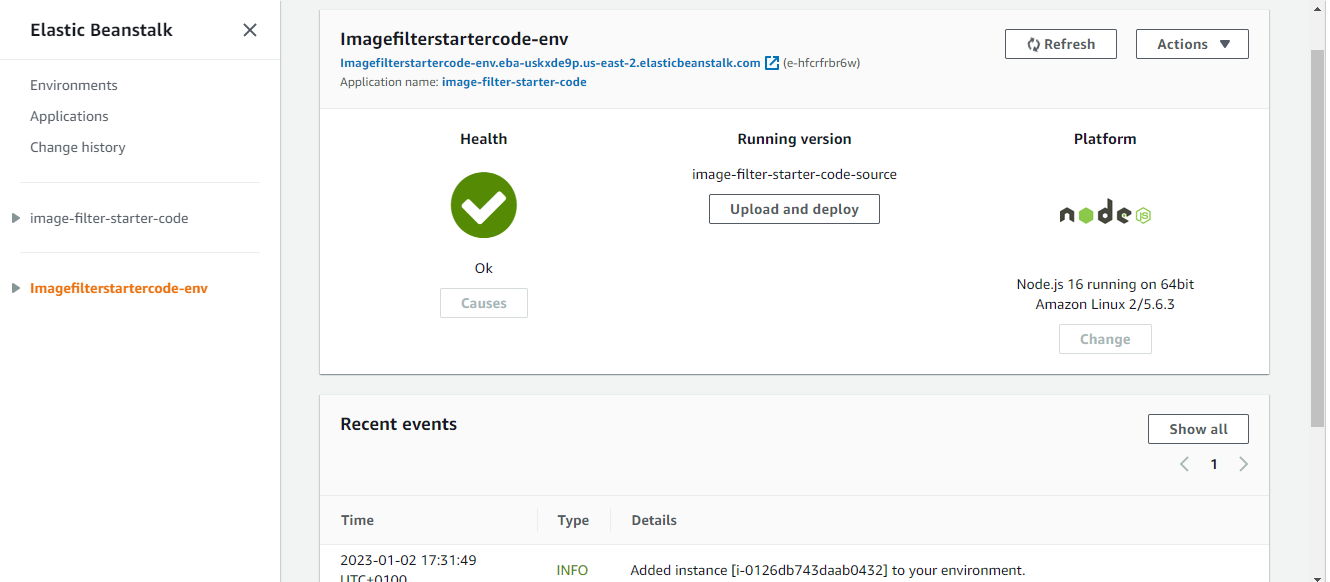 Elastic Beanstalk
Environments
Applications
Change history
image-filter-starter-code
Imagefilterstartercode-env
Imagefilterstartercode-env
Imagefilterstartercode-env.eba-uskxde9p.us-east-2.elasticbeanstalk.com (e-hfcrfrbr6w)
Application name: image-filter-starter-code
Refresh
Actions
Health
Ok
Causes
Running version
image-filter-starter-code-source
Upload and deploy
Platform
node JS
Node.js 16 running on 64bit
Amazon Linux 2/5.6.3
Change
Recent events
Show all
1
Time Type Details
2023-01-02 17:31:49
UTC+0100
INFO
Added instance [i-0126db743daab0432] to your environment.